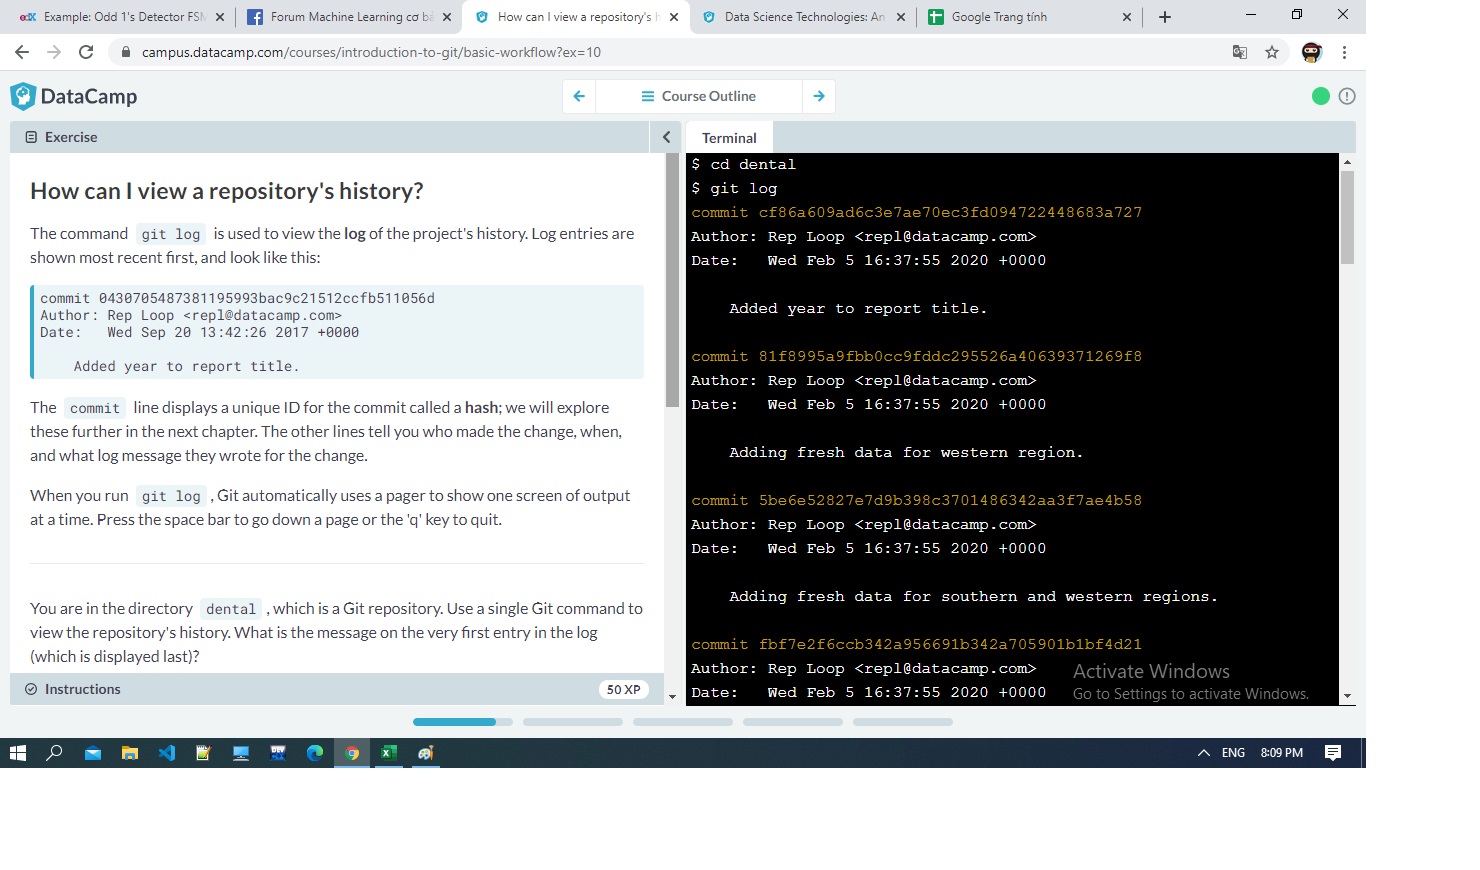 Example: Odd 1's Detector FSM
Forum Machine Learning cơ bả
How can I view a repository's h
Data Science Technologies: An
Google Trang tính
campus.datacamp.com/courses/introduction-to-git/basic-workflow?ex=10
DataCamp
Course Outline
Exercise
How can I view a repository's history?
The command git log is used to view the log of the project's history. Log entries are
shown most recent first, and look like this:
commit 0430705487381195993bac9c21512ccfb511056d
Author: Rep Loop <repl@datacamp.com>
Date: Wed Sep 20 13:42:26 2017 +0000
Added year to report title.
The commit line displays a unique ID for the commit called a hash; we will explore
these further in the next chapter. The other lines tell you who made the change, when,
and what log message they wrote for the change.
When you run git log , Git automatically uses a pager to show one screen of output
at a time. Press the space bar to go down a page or the 'q' key to quit.
You are in the directory dental , which is a Git repository. Use a single Git command to
view the repository's history. What is the message on the very first entry in the log
(which is displayed last)?
Instructions
50 XP
Terminal
$ cd dental
$ git log
commit cf86a609ad6c3e7ae70ec3fd094722448683a727
Author: Rep Loop <repl@datacamp.com>
Date: Wed Feb 5 16:37:55 2020 +0000
Added year to report title.
commit 81f8995a9fbb0cc9fddc295526a40639371269f8
Author: Rep Loop <repl@datacamp.com>
Date: Wed Feb 5 16:37:55 2020 +0000
Adding fresh data for western region.
commit 5be6e52827e7d9b398c3701486342aa3f7ae4b58
Author: Rep Loop <repl@datacamp.com>
Date: Wed Feb 5 16:37:55 2020 +0000
Adding fresh data for southern and western regions.
commit fbf7e2f6ccb342a956691b342a705901b1bf4d21
Author: Rep Loop <repl@datacamp.com>
Date: Wed Feb 5 16:37:55 2020 +0000
Activate Windows
Go to Settings to activate Windows.
ENG
8:09 PM